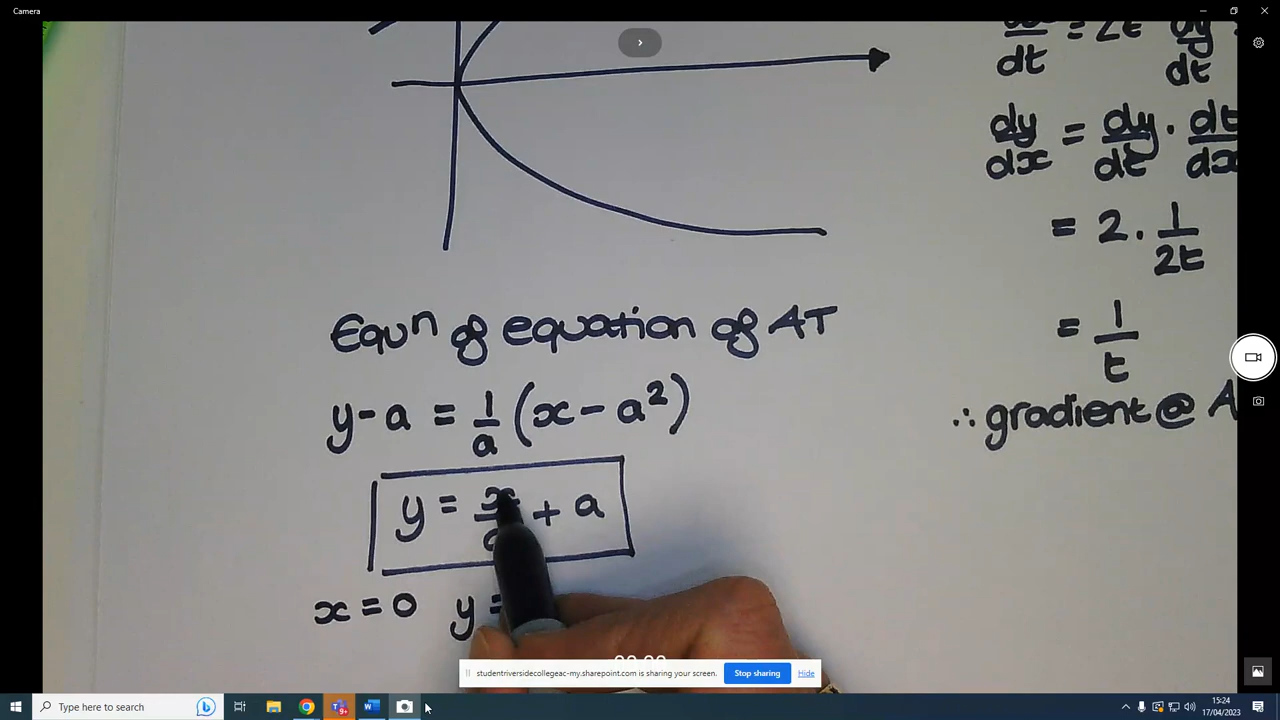 Camera
dt = 2t dy =
dt
dy/dx = dy/dt · dt/dx
= 2 · 1/2t
= 1/t
∴ gradient @ A
Equⁿ of equation of AT
y - a = 1/a (x - a²)
y = x/ + a
x = 0 y =
studentriversidecollegeac-my.sharepoint.com is sharing your screen.
Stop sharing
Hide
Type here to search
15:24
17/04/2023